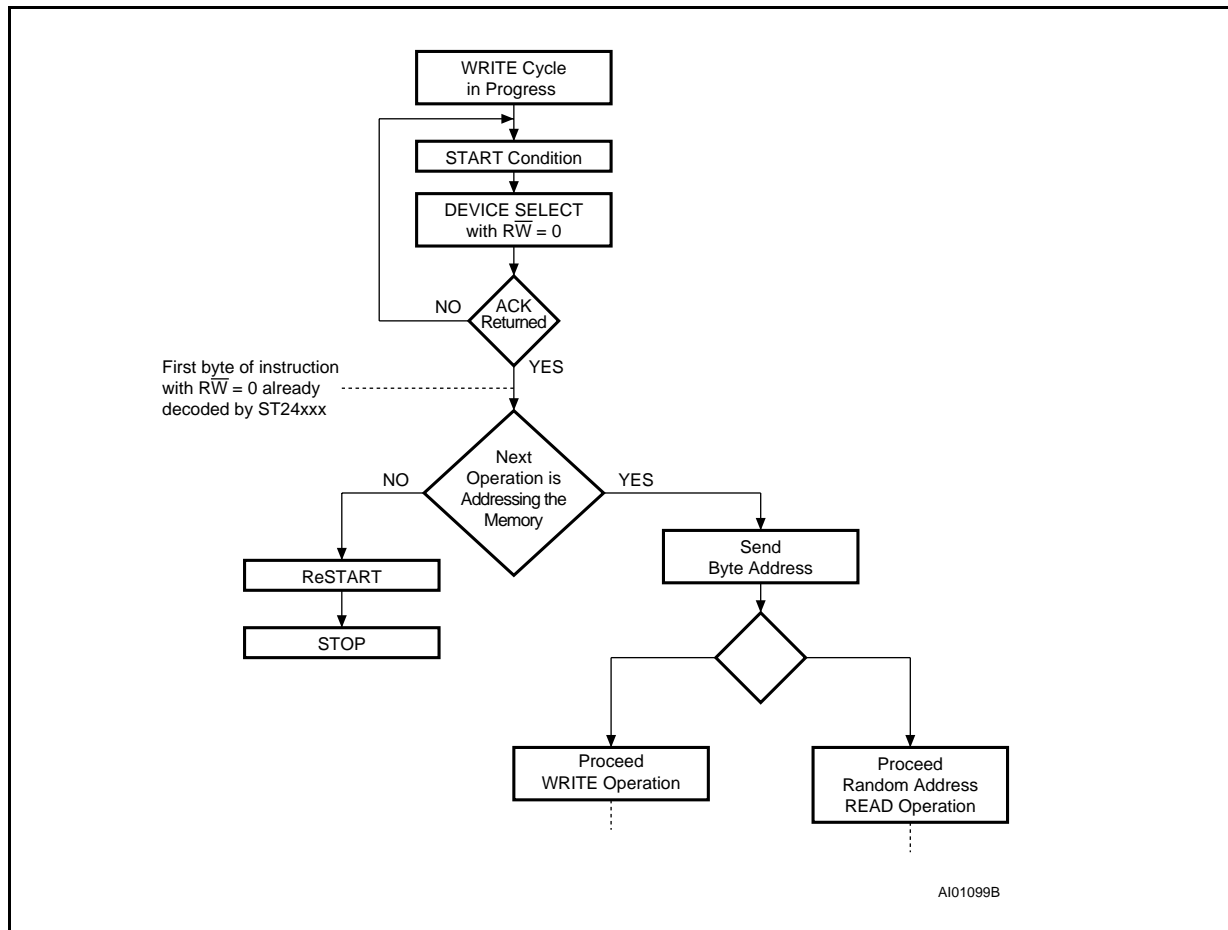 WRITE Cycle
in Progress
START Condition
DEVICE SELECT
with RW̅ = 0
NO
ACK
Returned
YES
First byte of instruction
with RW̅ = 0 already
decoded by ST24xxx
Next
Operation is
Addressing the
Memory
NO
YES
ReSTART
STOP
Send
Byte Address
Proceed
WRITE Operation
Proceed
Random Address
READ Operation
AI01099B